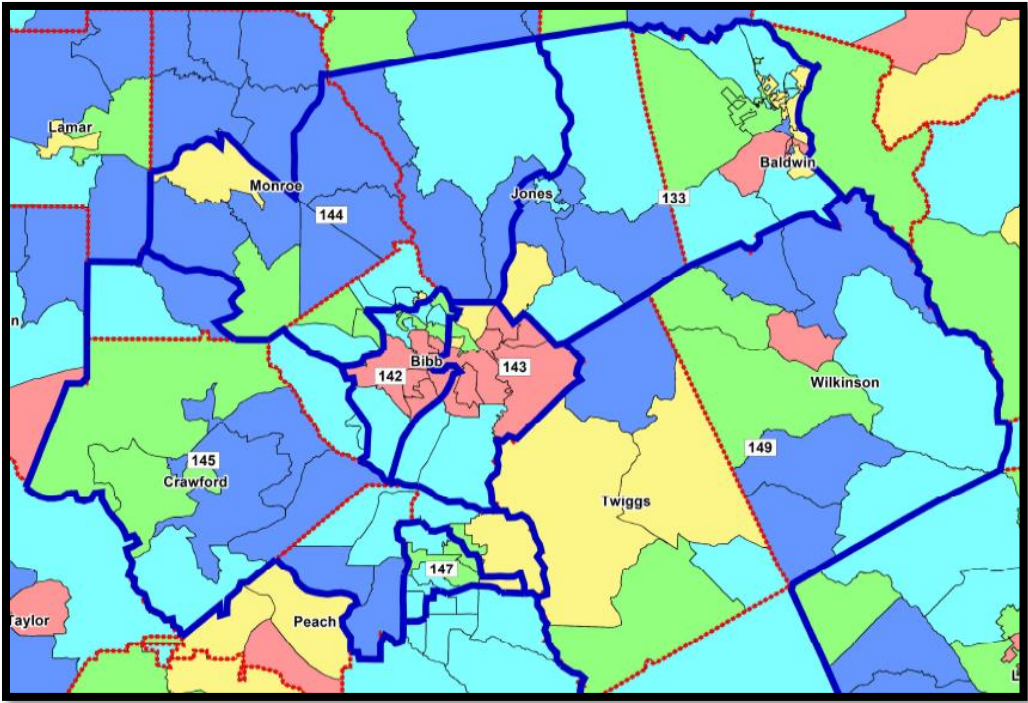 Lamar
Baldwin
Monroe
Jones
133
144
n
Bibb
143
142
Wilkinson
149
145
Crawford
Twiggs
147
Taylor
Peach
L